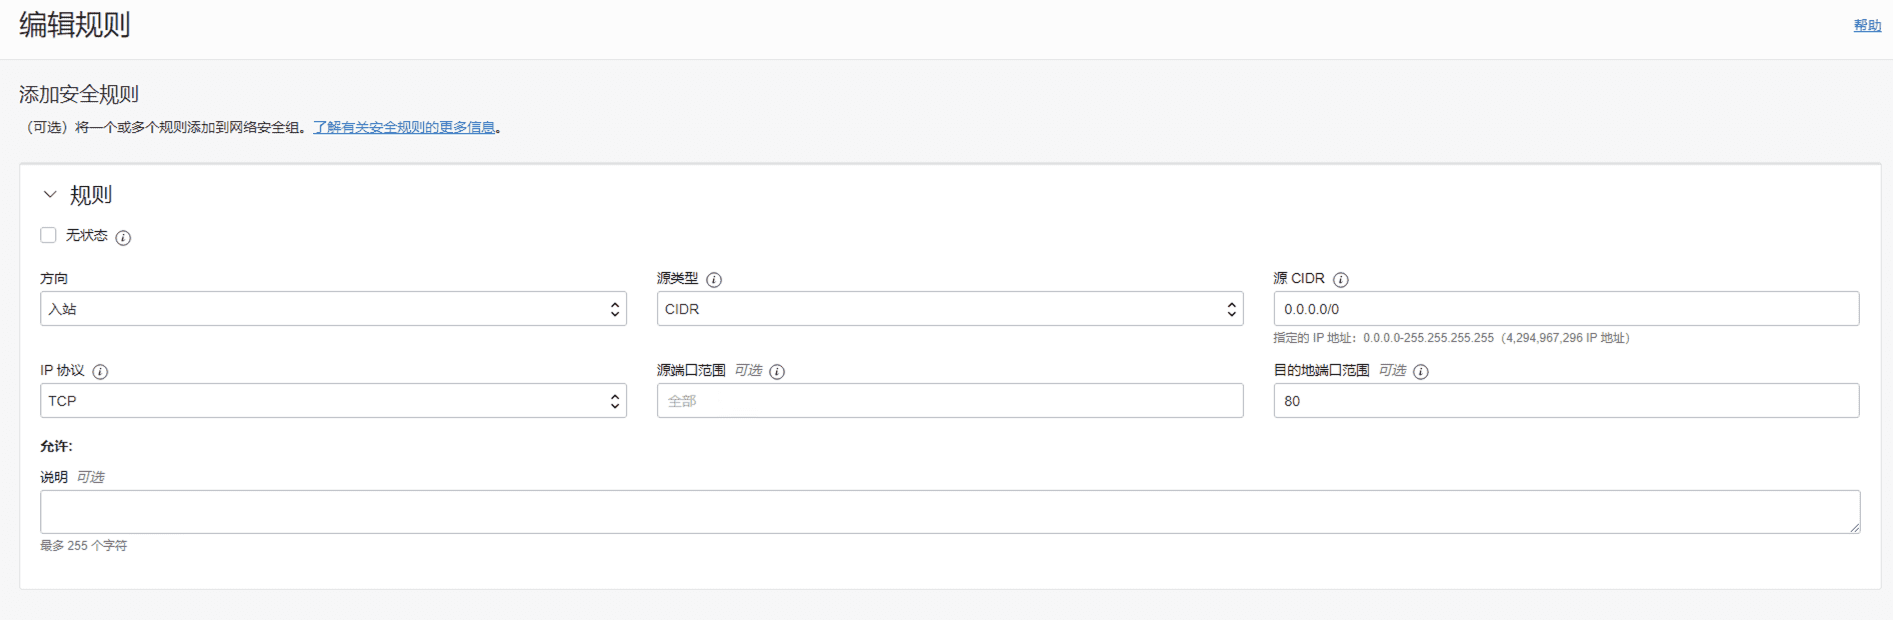 编辑规则
帮助
添加安全规则
（可选）将一个或多个规则添加到网络安全组。了解有关安全规则的更多信息。
规则
无状态
方向 源类型 源 CIDR
入站 CIDR 0.0.0.0/0
指定的 IP 地址：0.0.0.0-255.255.255.255（4,294,967,296 IP 地址）
IP 协议 源端口范围 可选 目的地端口范围 可选
TCP 全部 80
允许:
说明 可选
最多 255 个字符